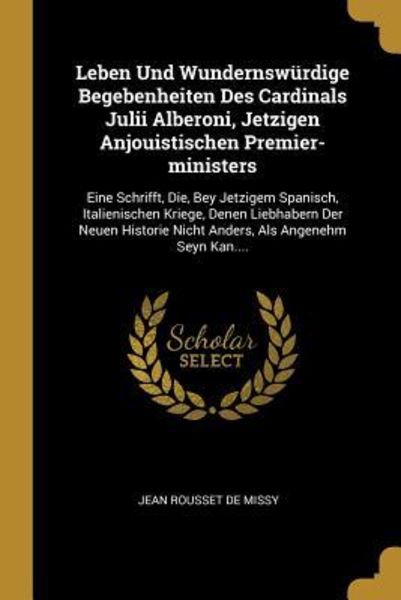 Leben Und Wundernswürdige
Begebenheiten Des Cardinals
Julii Alberoni, Jetzigen
Anjouistischen Premier-
ministers
Eine Schrifft, Die, Bey Jetzigem Spanisch,
Italienischen Kriege, Denen Liebhabern Der
Neuen Historie Nicht Anders, Als Angenehm
Seyn Kan....
Scholar
SELECT
JEAN ROUSSET DE MISSY